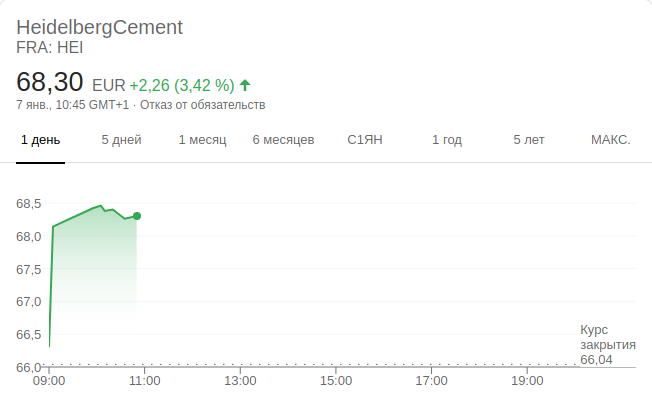 HeidelbergCement
FRA: HEI
68,30 EUR +2,26 (3,42 %)
7 янв., 10:45 GMT+1 · Отказ от обязательств
1 день 5 дней 1 месяц 6 месяцев С1ЯН 1 год 5 лет МАКС.
68,5
68,0
67,5
67,0
66,5
66,0
Курс
закрытия
66,04
09:00 11:00 13:00 15:00 17:00 19:00